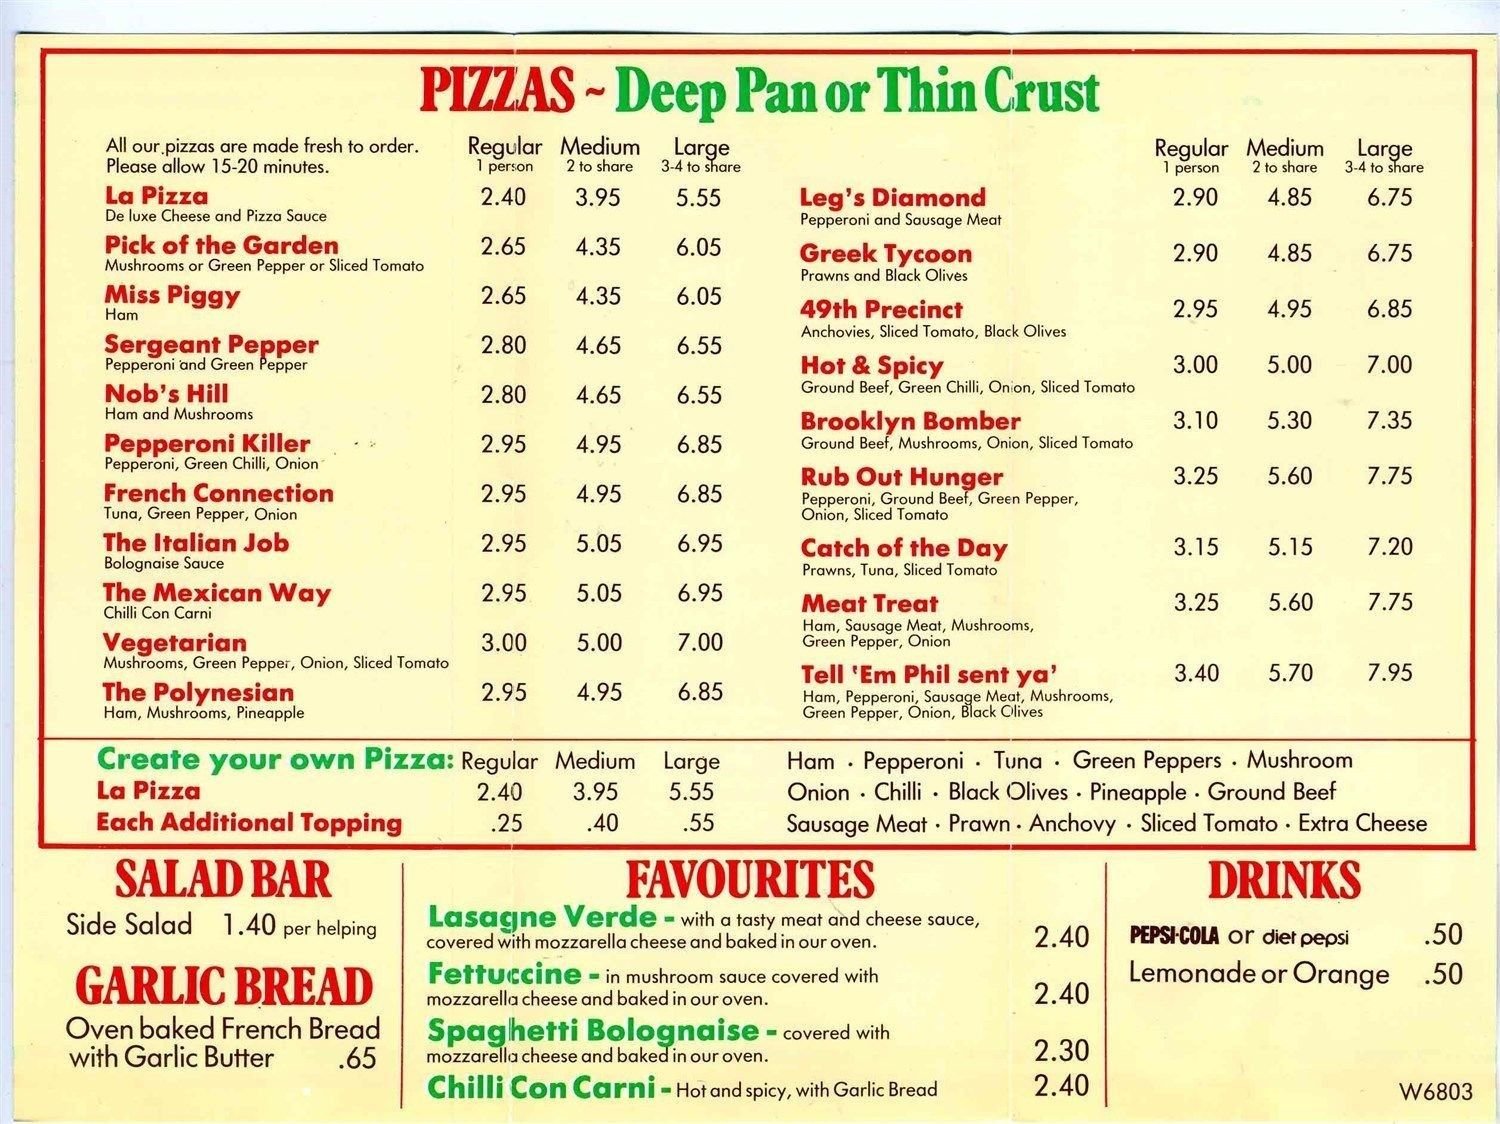 PIZZAS ~ Deep Pan or Thin Crust
All our pizzas are made fresh to order.
Please allow 15-20 minutes.
Regular Medium Large
1 person 2 to share 3-4 to share
La Pizza 2.40 3.95 5.55
De luxe Cheese and Pizza Sauce
Pick of the Garden 2.65 4.35 6.05
Mushrooms or Green Pepper or Sliced Tomato
Miss Piggy 2.65 4.35 6.05
Ham
Sergeant Pepper 2.80 4.65 6.55
Pepperoni and Green Pepper
Nob's Hill 2.80 4.65 6.55
Ham and Mushrooms
Pepperoni Killer 2.95 4.95 6.85
Pepperoni, Green Chilli, Onion
French Connection 2.95 4.95 6.85
Tuna, Green Pepper, Onion
The Italian Job 2.95 5.05 6.95
Bolognaise Sauce
The Mexican Way 2.95 5.05 6.95
Chilli Con Carni
Vegetarian 3.00 5.00 7.00
Mushrooms, Green Pepper, Onion, Sliced Tomato
The Polynesian 2.95 4.95 6.85
Ham, Mushrooms, Pineapple
Regular Medium Large
1 person 2 to share 3-4 to share
Leg's Diamond 2.90 4.85 6.75
Pepperoni and Sausage Meat
Greek Tycoon 2.90 4.85 6.75
Prawns and Black Olives
49th Precinct 2.95 4.95 6.85
Anchovies, Sliced Tomato, Black Olives
Hot & Spicy 3.00 5.00 7.00
Ground Beef, Green Chilli, Onion, Sliced Tomato
Brooklyn Bomber 3.10 5.30 7.35
Ground Beef, Mushrooms, Onion, Sliced Tomato
Rub Out Hunger 3.25 5.60 7.75
Pepperoni, Ground Beef, Green Pepper,
Onion, Sliced Tomato
Catch of the Day 3.15 5.15 7.20
Prawns, Tuna, Sliced Tomato
Meat Treat 3.25 5.60 7.75
Ham, Sausage Meat, Mushrooms,
Green Pepper, Onion
Tell 'Em Phil sent ya' 3.40 5.70 7.95
Ham, Pepperoni, Sausage Meat, Mushrooms,
Green Pepper, Onion, Black Olives
Create your own Pizza: Regular Medium Large
La Pizza 2.40 3.95 5.55
Each Additional Topping .25 .40 .55
Ham · Pepperoni · Tuna · Green Peppers · Mushroom
Onion · Chilli · Black Olives · Pineapple · Ground Beef
Sausage Meat · Prawn · Anchovy · Sliced Tomato · Extra Cheese
SALAD BAR
Side Salad 1.40 per helping
GARLIC BREAD
Oven baked French Bread
with Garlic Butter .65
FAVOURITES
Lasagne Verde - with a tasty meat and cheese sauce,
covered with mozzarella cheese and baked in our oven. 2.40
Fettuccine - in mushroom sauce covered with
mozzarella cheese and baked in our oven. 2.40
Spaghetti Bolognaise - covered with
mozzarella cheese and baked in our oven. 2.30
Chilli Con Carni - Hot and spicy, with Garlic Bread 2.40
DRINKS
PEPSI-COLA or diet pepsi .50
Lemonade or Orange .50
W6803